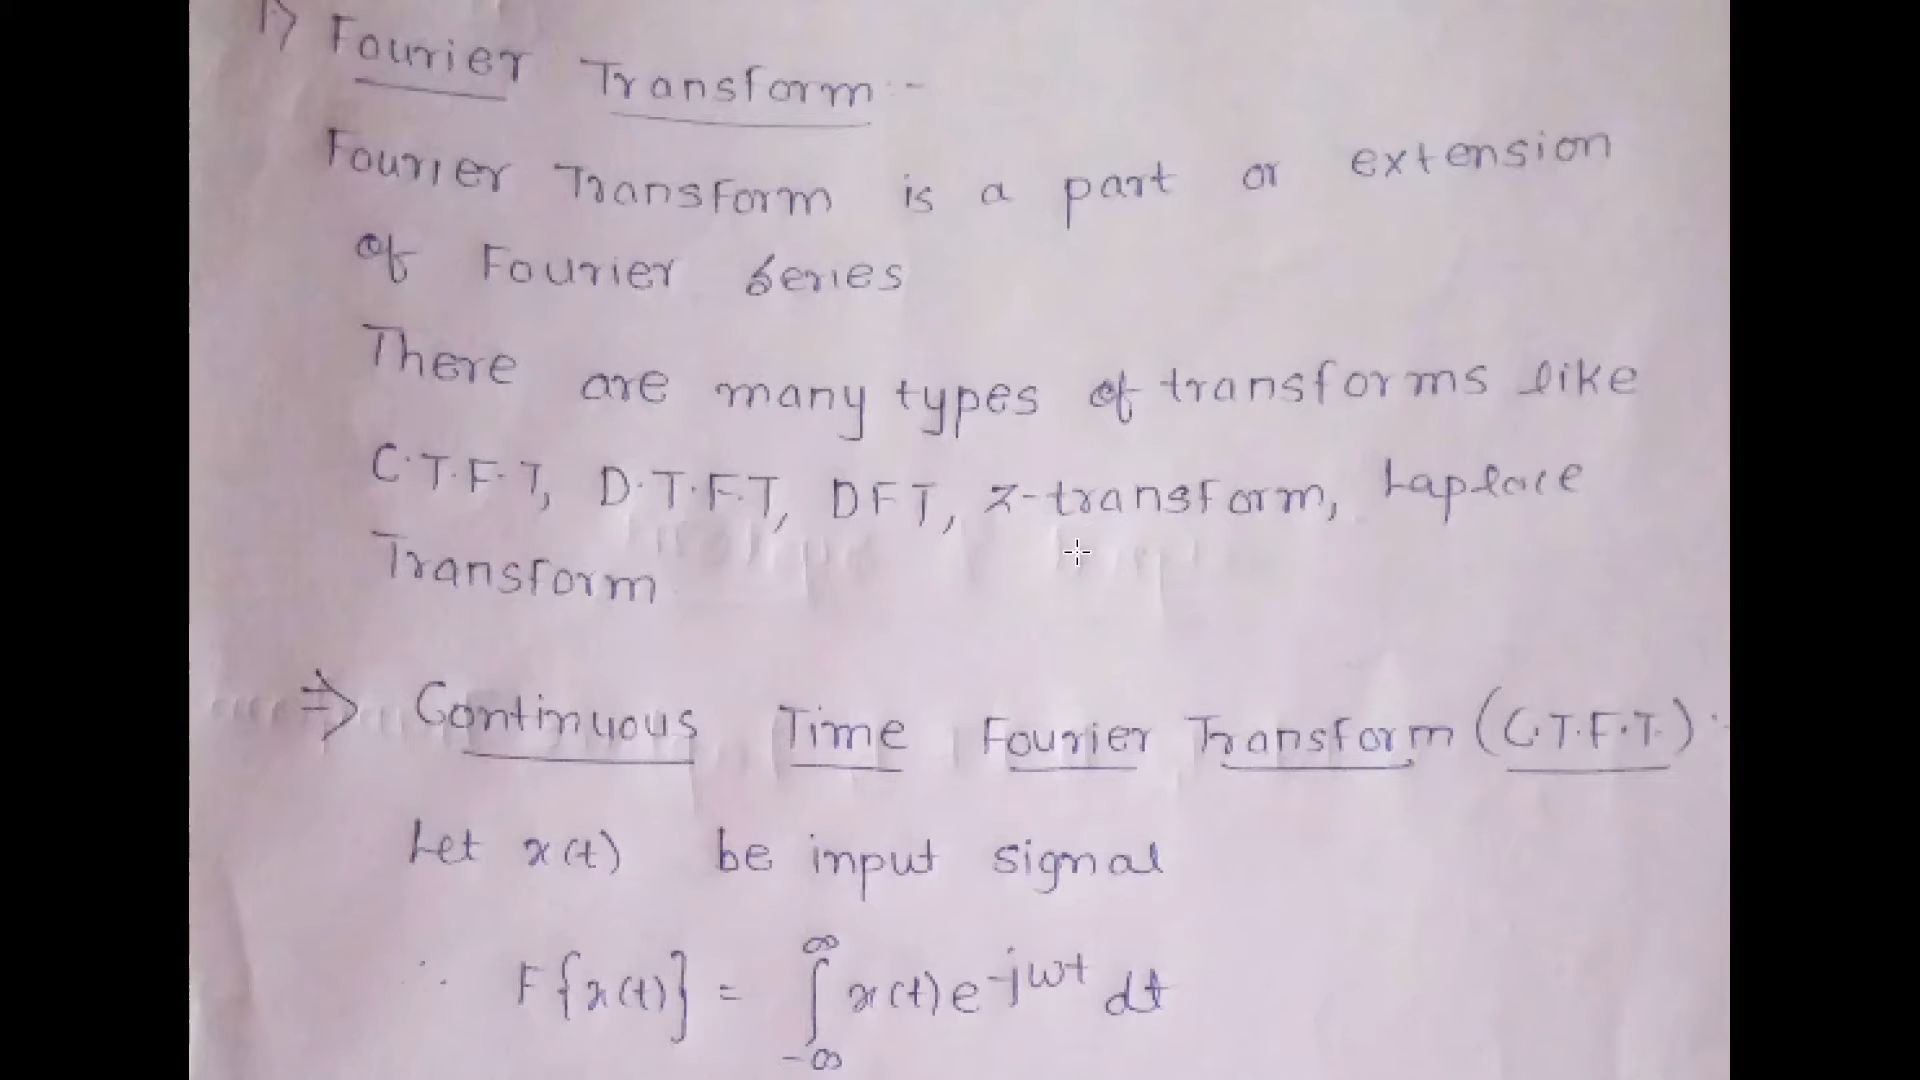 1.) Fourier Transform :-
Fourier Transform is a part or extension
of Fourier Series
There are many types of transforms like
C.T.F.T, D.T.F.T, DFT, z-transform, Laplace
Transform
⇒ Continuous Time Fourier Transform (C.T.F.T.) :
Let x(t) be input signal
∴ F{x(t)} = ∫_{-∞}^{∞} x(t) e^{-jωt} dt